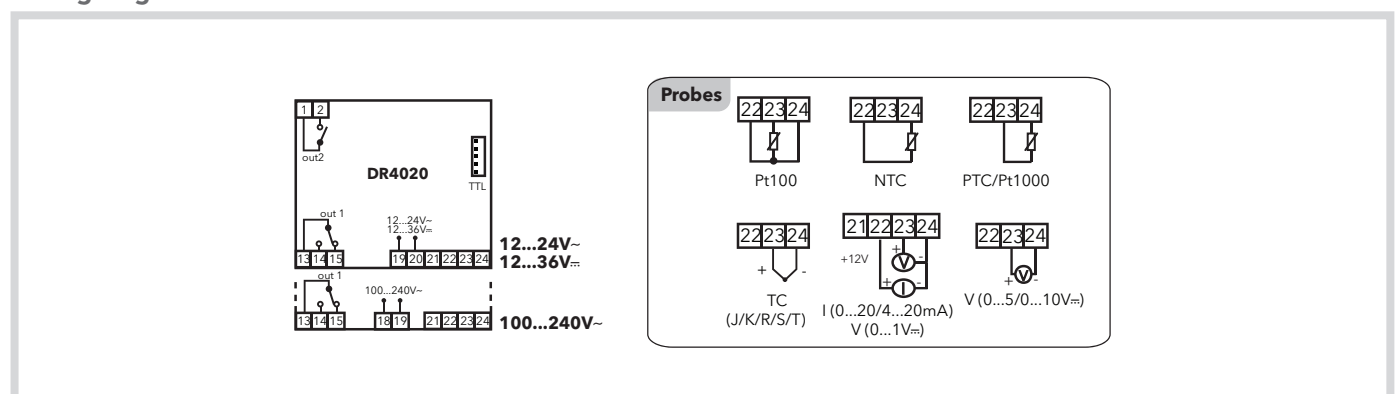 1 2
out2
DR4020
TTL
out 1
12...24V~
12...36V⎓
13 14 15
19 20 21 22 23 24
12...24V~
12...36V⎓
out 1
100...240V~
13 14 15
18 19
21 22 23 24
100...240V~
Probes
22 23 24
Pt100
22 23 24
NTC
22 23 24
PTC/Pt1000
22 23 24
+ -
TC
(J/K/R/S/T)
21 22 23 24
+12V
+ V -
+ I -
I (0...20/4...20mA)
V (0...1V⎓)
22 23 24
+ V -
V (0...5/0...10V⎓)